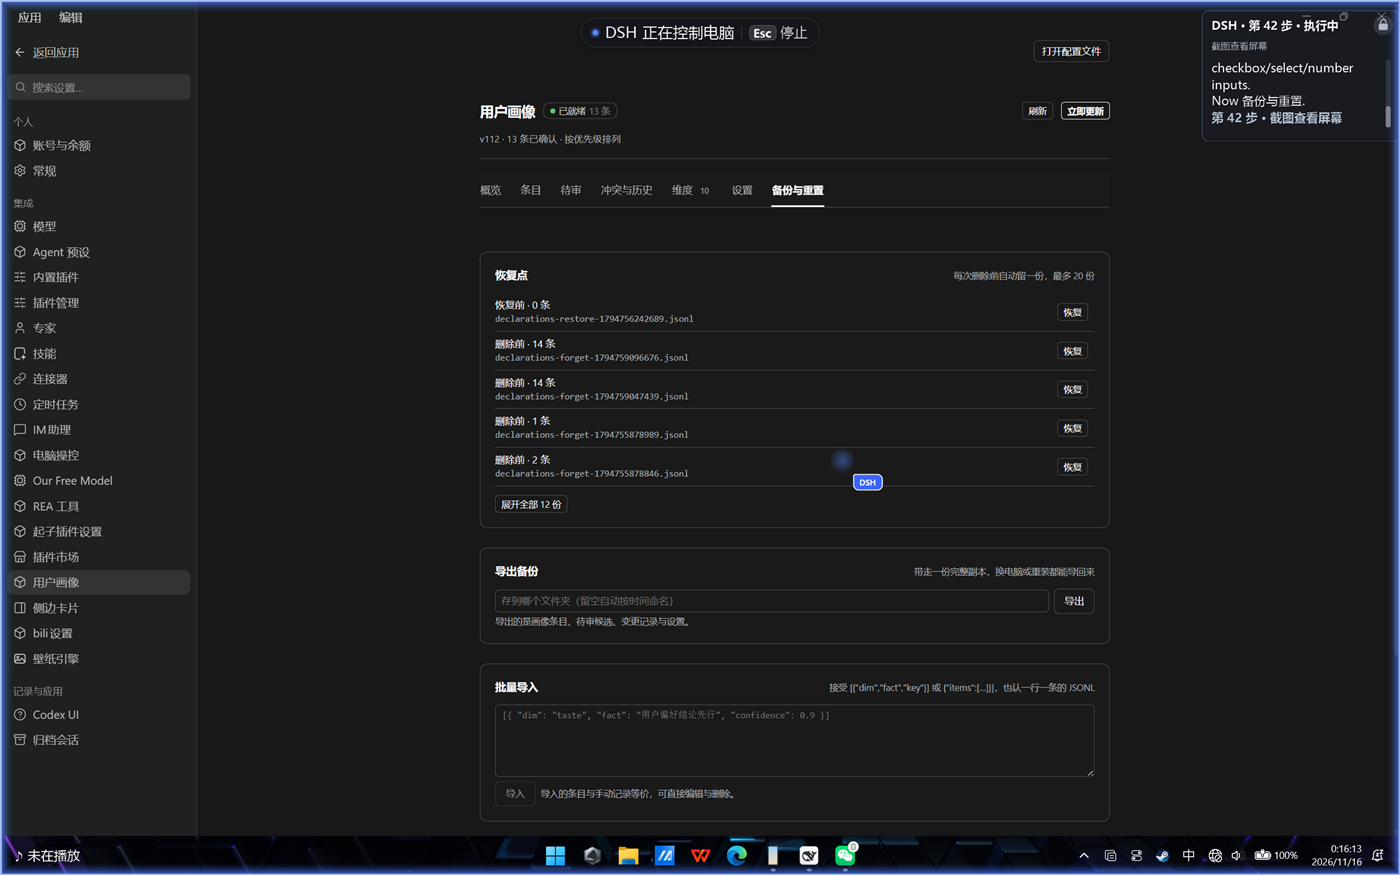 应用 编辑
DSH 正在控制电脑 Esc 停止
DSH • 第 42 步 • 执行中
截图查看屏幕
checkbox/select/number
inputs.
Now 备份与重置.
第 42 步 • 截图查看屏幕
返回应用
搜索设置...
个人
账号与余额
常规
集成
模型
Agent 预设
内置插件
插件管理
专家
技能
连接器
定时任务
IM 助理
电脑操控
Our Free Model
REA 工具
起子插件设置
插件市场
用户画像
侧边卡片
bili 设置
壁纸引擎
记录与应用
Codex UI
归档会话
打开配置文件
用户画像 已就绪 13 条 刷新 立即更新
v112 · 13 条已确认 · 按优先级排列
概览 条目 待审 冲突与历史 维度 10 设置 备份与重置
恢复点 每次删除前自动留一份，最多 20 份
恢复前 · 0 条
declarations-restore-1794756242689.jsonl 恢复
删除前 · 14 条
declarations-forget-1794759096676.jsonl 恢复
删除前 · 14 条
declarations-forget-1794759047439.jsonl 恢复
删除前 · 1 条
declarations-forget-1794755878989.jsonl 恢复
删除前 · 2 条
declarations-forget-1794755878846.jsonl 恢复
DSH
展开全部 12 份
导出备份 带走一份完整副本，换电脑或重装都能导回来
存到哪个文件夹（留空自动按时间命名） 导出
导出的是画像条目、待审候选、变更记录与设置。
批量导入 接受 [{"dim","fact","key"}] 或 {"items":[...]}，也认一行一条的 JSONL
[{ "dim": "taste", "fact": "用户偏好结论先行", "confidence": 0.9 }]
导入 导入的条目与手动记录等价，可直接编辑与删除。
♪ 未在播放
0
中 100% 0:16:13
2026/11/16